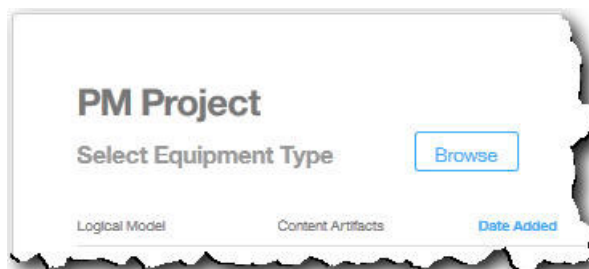 PM Project
Select Equipment Type Browse
Logical Model Content Artifacts Date Added